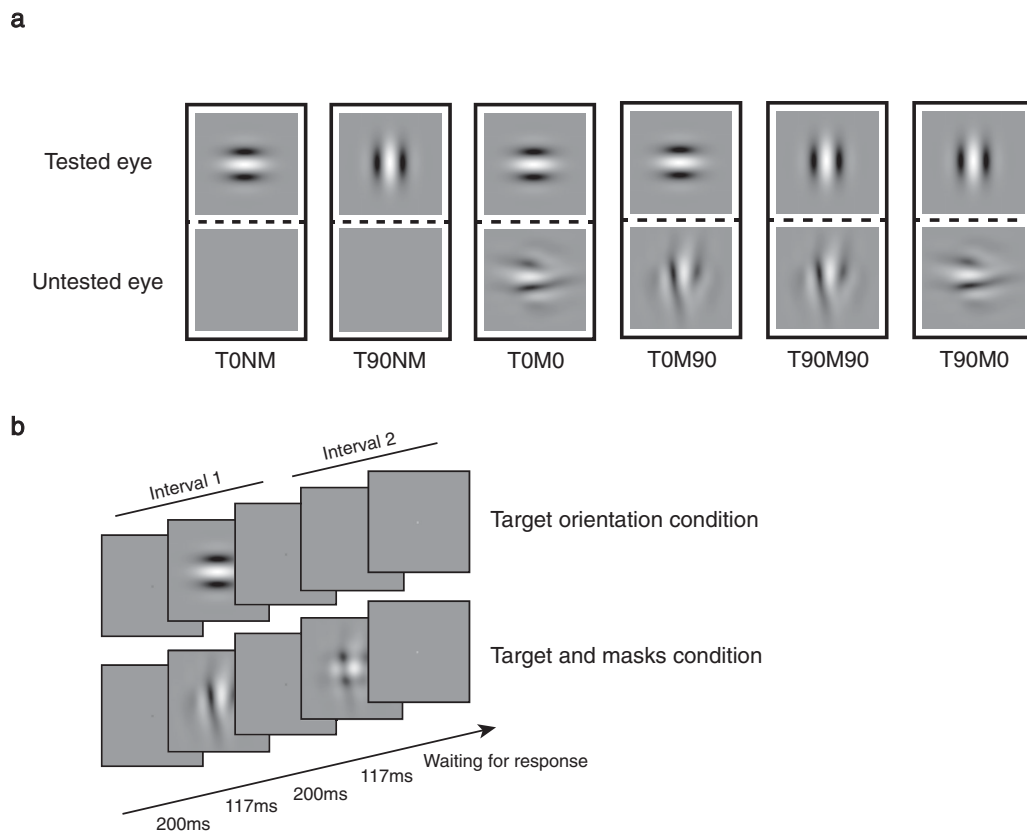 a
Tested eye
Untested eye
T0NM T90NM T0M0 T0M90 T90M90 T90M0
b
Interval 1
Interval 2
Target orientation condition
Target and masks condition
200ms
117ms
200ms
117ms
Waiting for response